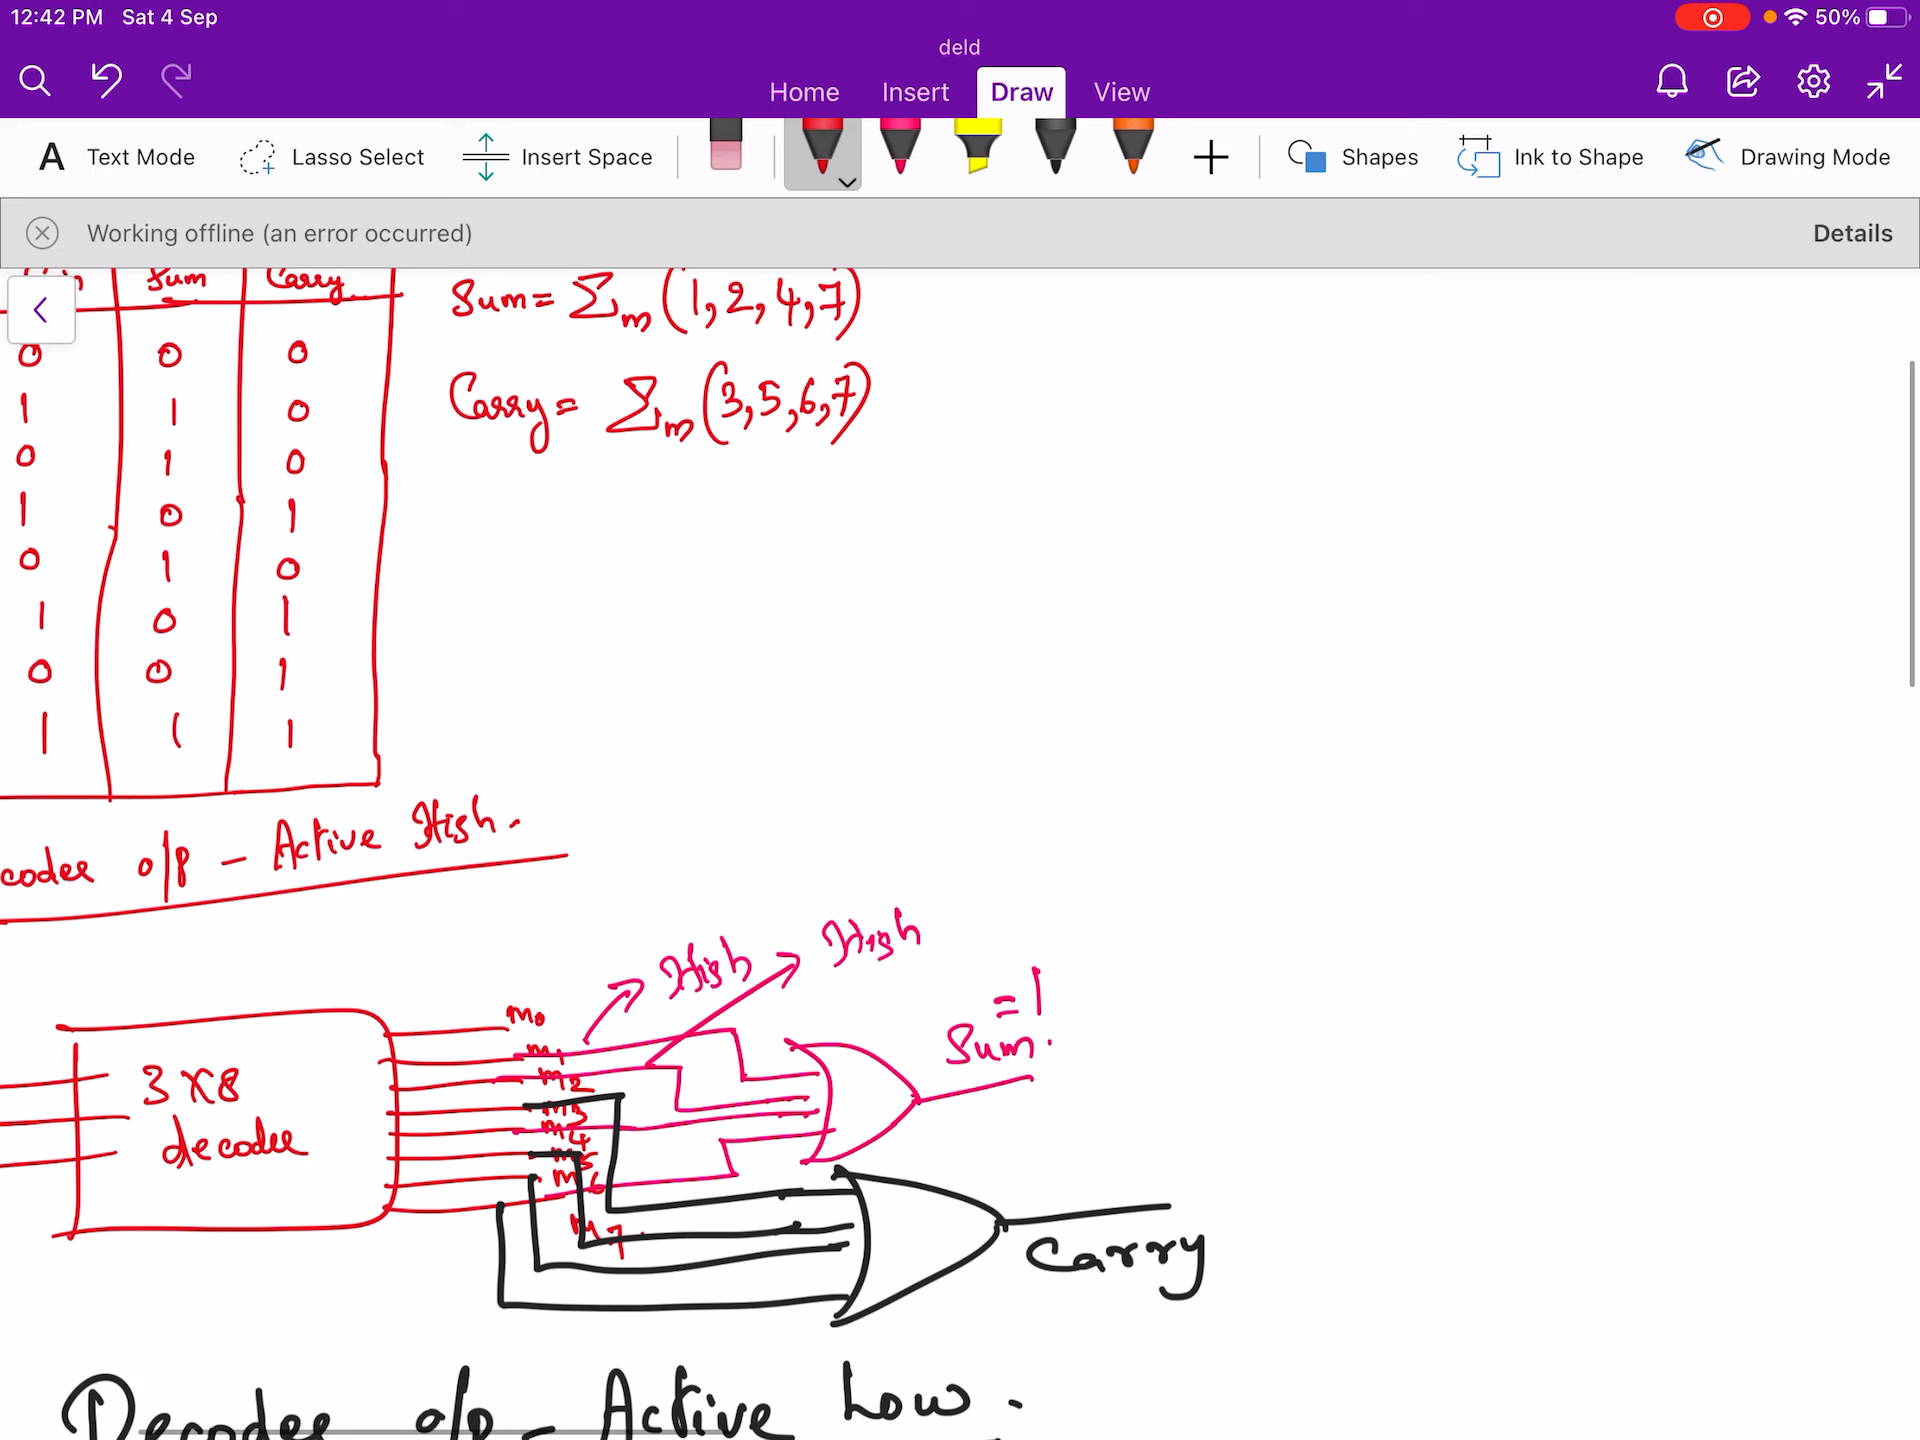 12:42 PM Sat 4 Sep
50%
deld
Home Insert Draw View
A Text Mode Lasso Select Insert Space Shapes Ink to Shape Drawing Mode
Working offline (an error occurred) Details
Sum Carry
Sum = Σm (1, 2, 4, 7)
0 0 0
Carry = Σm (3, 5, 6, 7)
1 1 0
0 1 0
1 0 1
0 1 0
1 0 1
0 0 1
1 1 1
coder o/p - Active High.
High High
= 1
Sum.
3 X 8
decoder
m0
m1
m2
m3
m4
m5
m6
m7
Carry
Decoder o/p - Active Low.